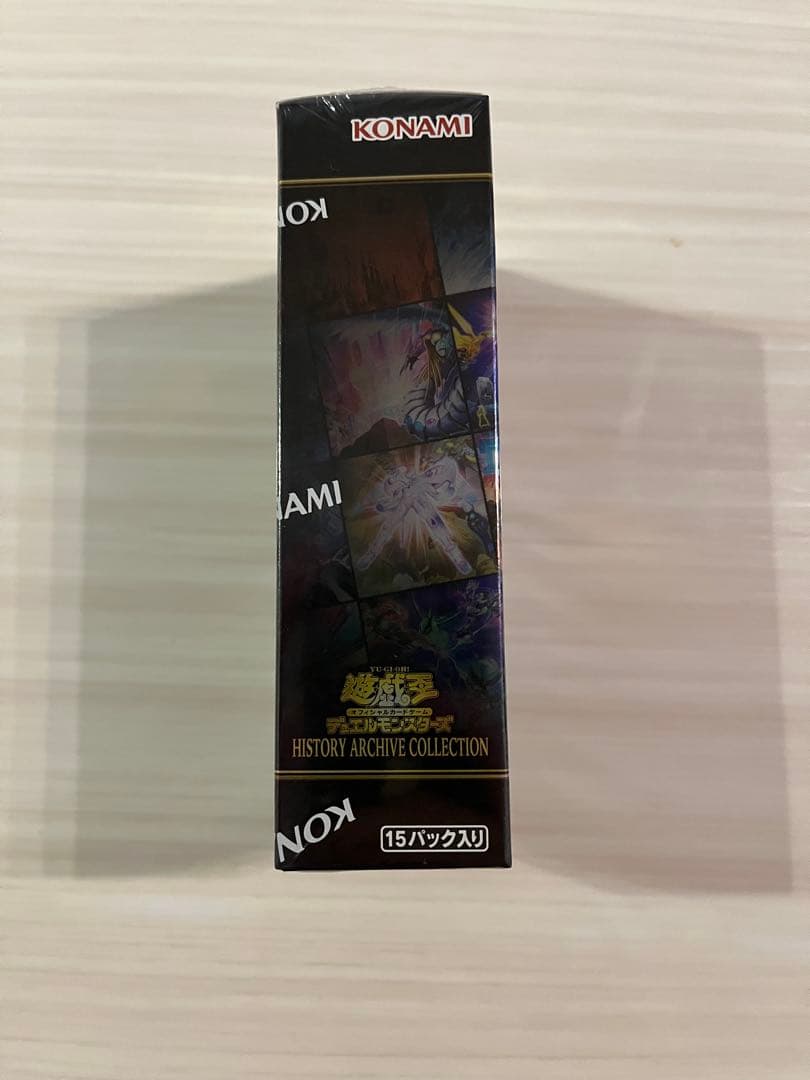 KONAMI
KON
NAMI
YU-GI-OH!
遊戯王
オフィシャルカードゲーム
デュエルモンスターズ
HISTORY ARCHIVE COLLECTION
KON
15パック入り